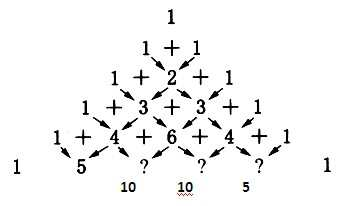 1
1 + 1
1 + 2 + 1
1 + 3 + 3 + 1
1 + 4 + 6 + 4 + 1
1 5 ? ? ? 1
10 10 5